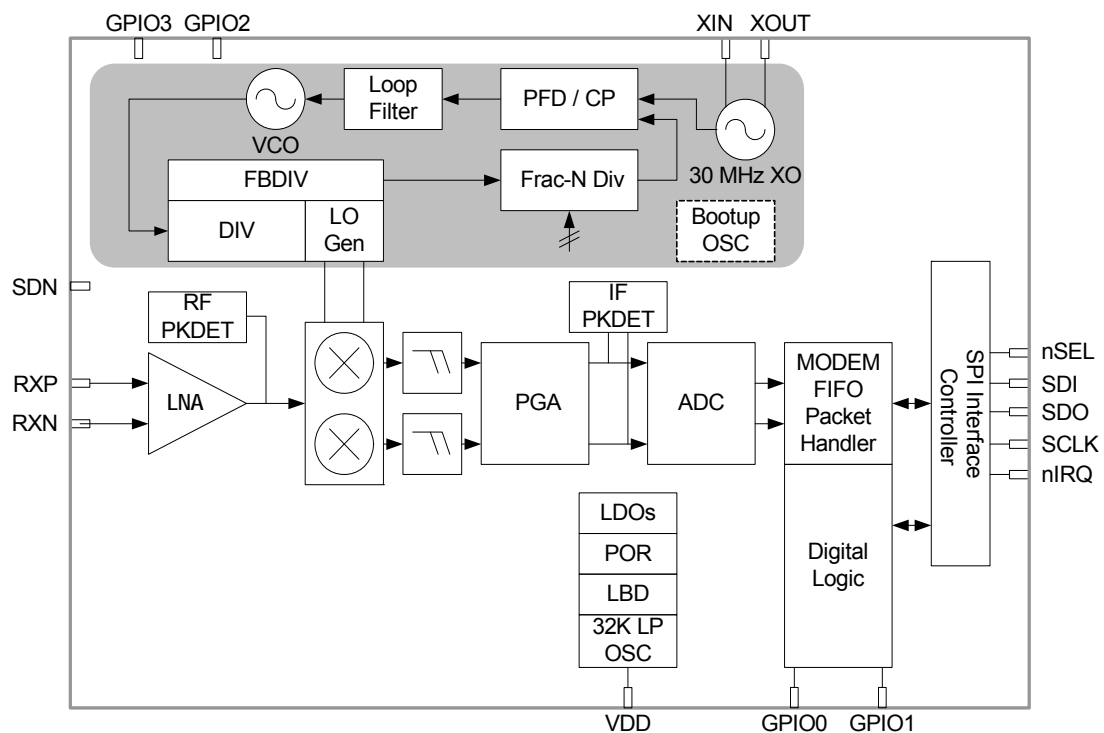 GPIO3 GPIO2
XIN XOUT
Loop
Filter
PFD / CP
VCO
30 MHz XO
FBDIV
Frac-N Div
DIV
LO
Gen
Bootup
OSC
SDN
RF
PKDET
IF
PKDET
RXP
RXN
LNA
PGA
ADC
MODEM
FIFO
Packet
Handler
SPI Interface
Controller
nSEL
SDI
SDO
SCLK
nIRQ
LDOs
POR
LBD
32K LP
OSC
Digital
Logic
VDD
GPIO0 GPIO1